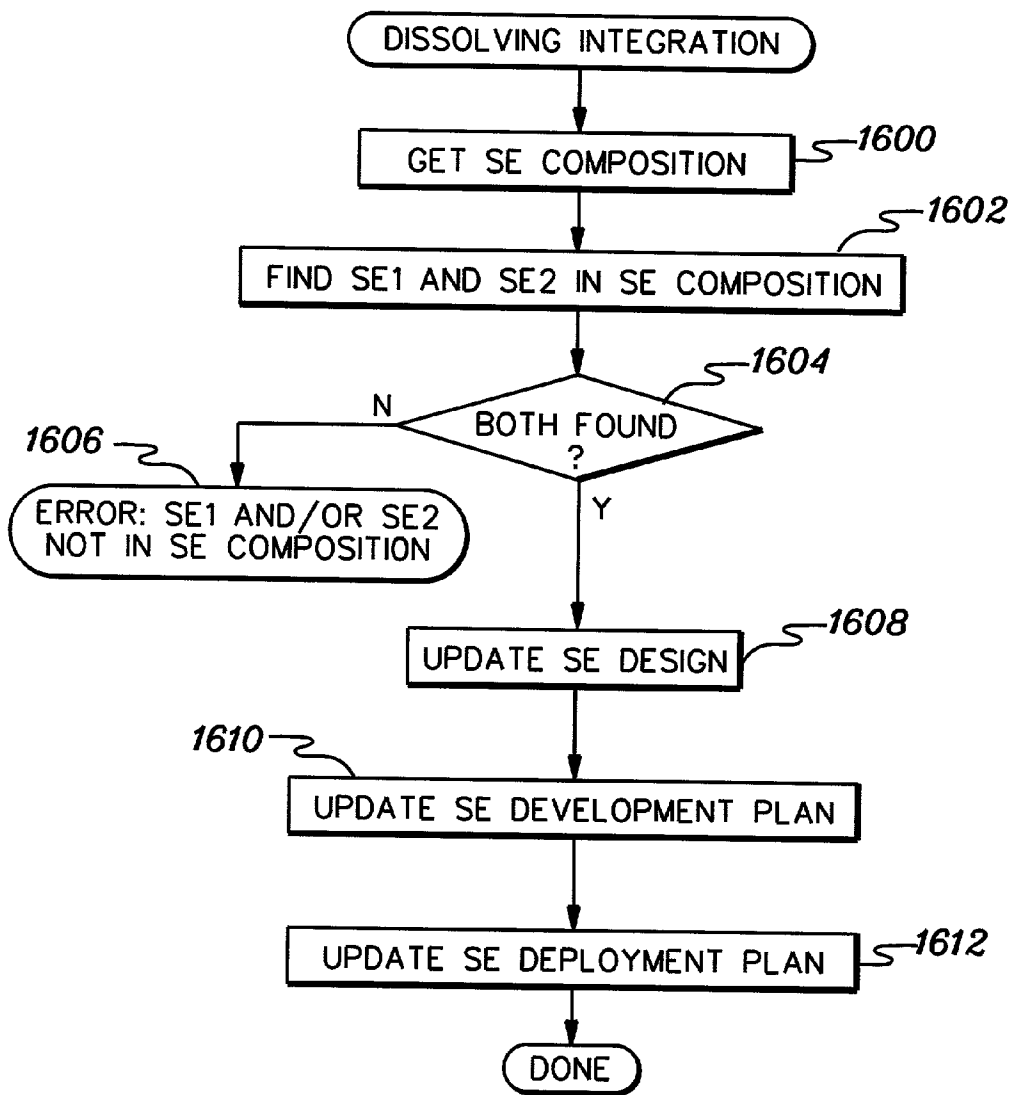 DISSOLVING INTEGRATION
1600
GET SE COMPOSITION
1602
FIND SE1 AND SE2 IN SE COMPOSITION
1604
N
BOTH FOUND
?
1606
Y
ERROR: SE1 AND/OR SE2
NOT IN SE COMPOSITION
1608
UPDATE SE DESIGN
1610
UPDATE SE DEVELOPMENT PLAN
1612
UPDATE SE DEPLOYMENT PLAN
DONE